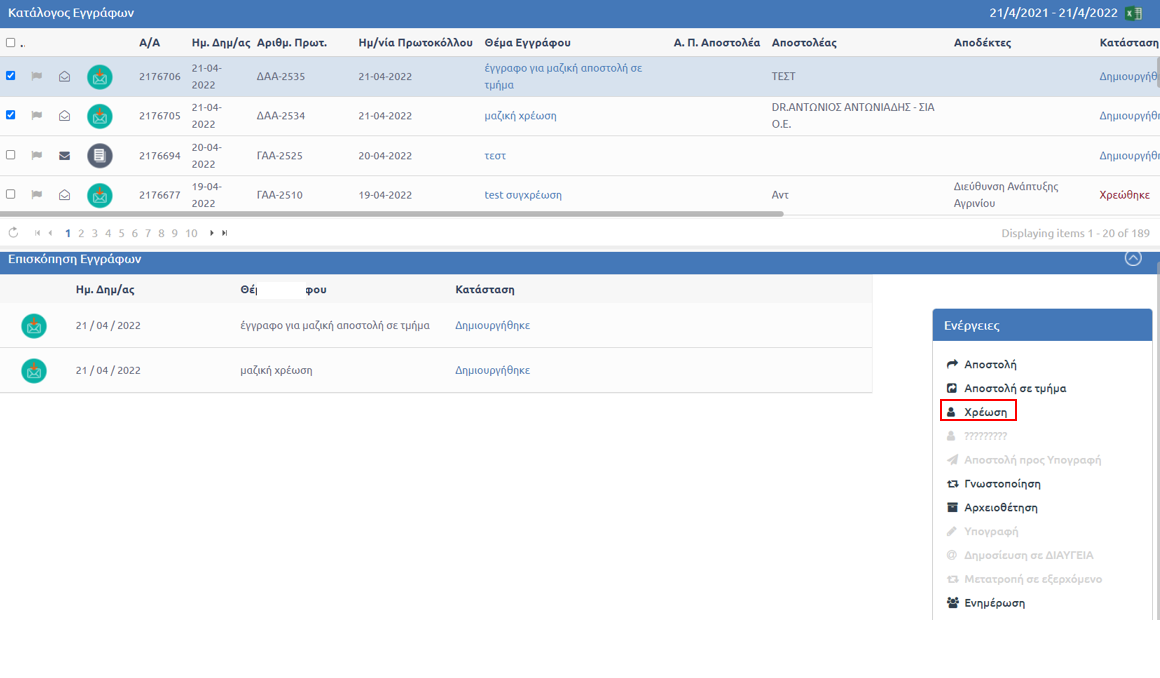 Κατάλογος Εγγράφων 21/4/2021 - 21/4/2022
.. Α/Α Ημ. Δημ/ας Αριθμ. Πρωτ. Ημ/νία Πρωτοκόλλου Θέμα Εγγράφου Α. Π. Αποστολέα Αποστολέας Αποδέκτες Κατάσταση
2176706 21-04-2022 ΔΑΑ-2535 21-04-2022 έγγραφο για μαζική αποστολή σε τμήμα ΤΕΣΤ Δημιουργήθ
2176705 21-04-2022 ΔΑΑ-2534 21-04-2022 μαζική χρέωση DR.ΑΝΤΩΝΙΟΣ ΑΝΤΩΝΙΑΔΗΣ - ΣΙΑ Ο.Ε. Δημιουργήθη
2176694 20-04-2022 ΓΑΑ-2525 20-04-2022 τεστ Δημιουργήθη
2176677 19-04-2022 ΓΑΑ-2510 19-04-2022 test συγχρέωση Αντ Διεύθυνση Ανάπτυξης Αγρινίου Χρεώθηκε
1 2 3 4 5 6 7 8 9 10 Displaying items 1 - 20 of 189
Επισκόπηση Εγγράφων
Ημ. Δημ/ας Θέ φου Κατάσταση
21 / 04 / 2022 έγγραφο για μαζική αποστολή σε τμήμα Δημιουργήθηκε
21 / 04 / 2022 μαζική χρέωση Δημιουργήθηκε
Ενέργειες
Αποστολή
Αποστολή σε τμήμα
Χρέωση
?????????
Αποστολή προς Υπογραφή
Γνωστοποίηση
Αρχειοθέτηση
Υπογραφή
Δημοσίευση σε ΔΙΑΥΓΕΙΑ
Μετατροπή σε εξερχόμενο
Ενημέρωση